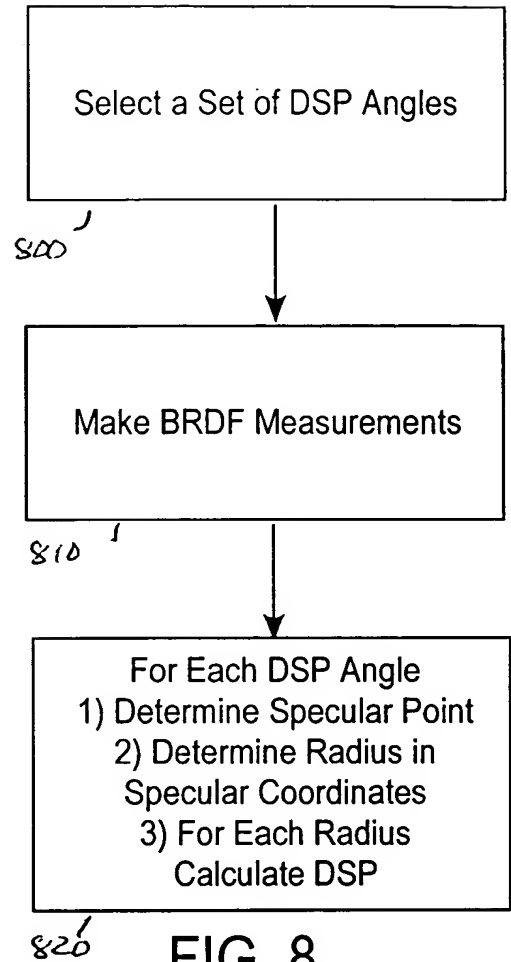 Select a Set of DSP Angles
800
Make BRDF Measurements
810
For Each DSP Angle
1) Determine Specular Point
2) Determine Radius in
Specular Coordinates
3) For Each Radius
Calculate DSP
820
FIG. 8